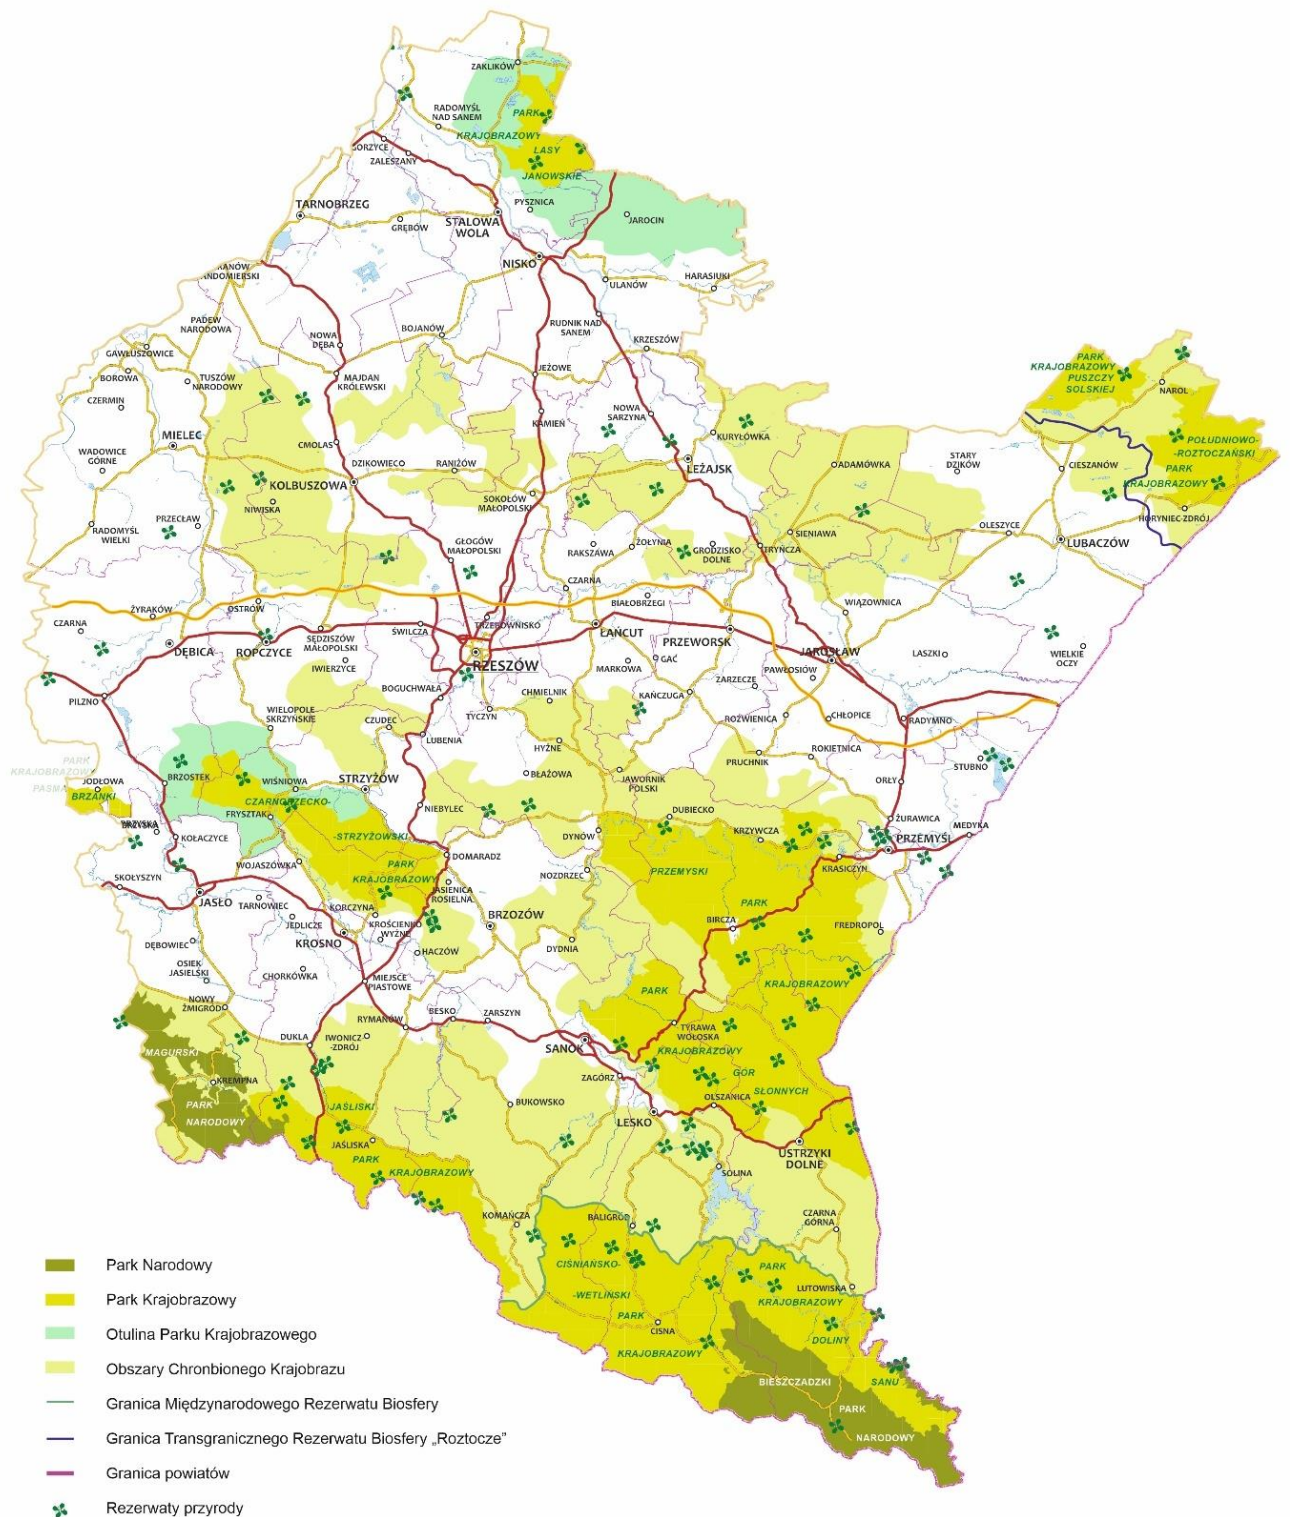 ZAKLIKÓW
RADOMYŚL
NAD SANEM
PARK
KRAJOBRAZOWY
LASY
JANOWSKIE
GORZYCE
ZALESZANY
PYSZNICA
JAROCIN
TARNOBRZEG
GRĘBÓW
STALOWA
WOLA
NISKO
ULANÓW
HARASIUKI
PADEW
NARODOWA
NOWA
DĘBA
BOJANÓW
RUDNIK NAD
SANEM
KRZESZÓW
GAWŁUSZOWICE
BOROWA
CZERMIN
TUSZÓW
NARODOWY
MAJDAN
KRÓLEWSKI
JEŻOWE
KAMIEŃ
NOWA
SARZYNA
KURYŁÓWKA
PARK
KRAJOBRAZOWY
PUSZCZY
SOLSKIEJ
NAROL
MIELEC
WADOWICE
GÓRNE
CMOLAS
DZIKOWIEC
RANIŻÓW
LEŻAJSK
ADAMÓWKA
STARY
DZIKÓW
CIESZANÓW
POŁUDNIOWO-
-ROZTOCZAŃSKI
PARK
KRAJOBRAZOWY
HORYNIEC-ZDRÓJ
KOLBUSZOWA
NIWISKA
SOKOŁÓW
MAŁOPOLSKI
RADOMYŚL
WIELKI
PRZECŁAW
GŁOGÓW
MAŁOPOLSKI
RAKSZAWA
ŻOŁYNIA
GRODZISKO
DOLNE
TRYŃCZA
SIENIAWA
OLESZYCE
LUBACZÓW
CZARNA
BIAŁOBRZEGI
WIĄZOWNICA
ŻYRAKÓW
OSTRÓW
CZARNA
DĘBICA
ROPCZYCE
SĘDZISZÓW
MAŁOPOLSKI
IWIERZYCE
ŚWILCZA
TRZEBOWNISKO
RZESZÓW
ŁAŃCUT
PRZEWORSK
JAROSŁAW
MARKOWA
GAĆ
PAWŁOSIÓW
LASZKI
WIELKIE
OCZY
PILZNO
BOGUCHWAŁA
TYCZYN
CHMIELNIK
KAŃCZUGA
ZARZECZE
ROŹWIENICA
CHŁOPICE
RADYMNO
WIELOPOLE
SKRZYŃSKIE
CZUDEC
LUBENIA
HYŻNE
PRUCHNIK
ROKIETNICA
STUBNO
PARK
KRAJOBRAZOWY
PASMA
BRZANKI
JODŁOWA
BRZOSTEK
WIŚNIOWA
STRZYŻÓW
BŁAŻOWA
JAWORNIK
POLSKI
ORŁY
CZARNORZECKO-
-STRZYŻOWSKI
PARK
KRAJOBRAZOWY
FRYSZTAK
NIEBYLEC
DUBIECKO
ŻURAWICA
KOŁACZYCE
DYNÓW
KRZYWCZA
PRZEMYŚL
MEDYKA
WOJASZÓWKA
DOMARADZ
KRASICZYN
SKOŁYSZYN
JASŁO
TARNOWIEC
JEDLICZE
KORCZYNA
JASIENICA
ROSIELNA
NOZDRZEC
PRZEMYSKI
PARK
KRAJOBRAZOWY
BRZOZÓW
BIRCZA
FREDROPOL
DĘBOWIEC
KROSNO
KROŚCIENKO
WYŻNE
HACZÓW
DYDNIA
OSIEK
JASIELSKI
CHORKÓWKA
MIEJSCE
PIASTOWE
NOWY
ŻMIGRÓD
RYMANÓW
BESKO
ZARSZYN
PARK
KRAJOBRAZOWY
GÓR
SŁONNYCH
TYRAWA
WOŁOSKA
DUKLA
IWONICZ
-ZDRÓJ
SANOK
ZAGÓRZ
MAGURSKI
PARK
NARODOWY
KREMPNA
BUKOWSKO
LESKO
OLSZANICA
USTRZYKI
DOLNE
JAŚLISKI
PARK
KRAJOBRAZOWY
JAŚLISKA
SOLINA
CZARNA
GÓRNA
KOMAŃCZA
BALIGRÓD
CIŚNIAŃSKO-
-WETLIŃSKI
PARK
KRAJOBRAZOWY
CISNA
PARK
KRAJOBRAZOWY
DOLINY
SANU
LUTOWISKA
BIESZCZADZKI
PARK
NARODOWY
Park Narodowy
Park Krajobrazowy
Otulina Parku Krajobrazowego
Obszary Chronbionego Krajobrazu
Granica Międzynarodowego Rezerwatu Biosfery
Granica Transgranicznego Rezerwatu Biosfery „Roztocze”
Granica powiatów
Rezerwaty przyrody